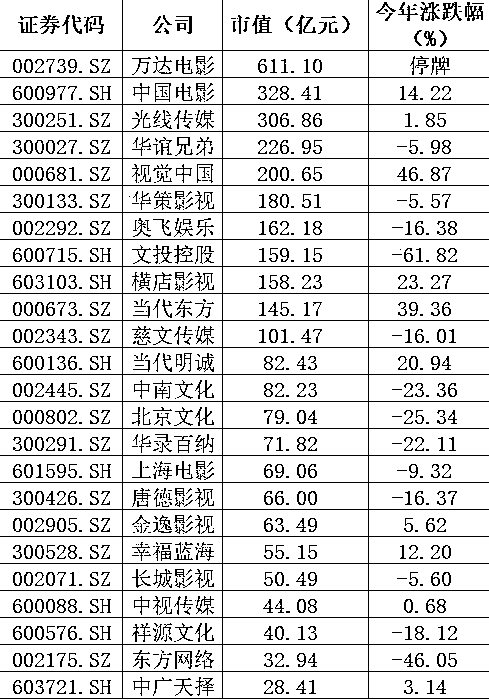 证券代码 公司 市值（亿元） 今年涨跌幅（%）
002739.SZ 万达电影 611.10 停牌
600977.SH 中国电影 328.41 14.22
300251.SZ 光线传媒 306.86 1.85
300027.SZ 华谊兄弟 226.95 -5.98
000681.SZ 视觉中国 200.65 46.87
300133.SZ 华策影视 180.51 -5.57
002292.SZ 奥飞娱乐 162.18 -16.38
600715.SH 文投控股 159.15 -61.82
603103.SH 横店影视 158.23 23.27
000673.SZ 当代东方 145.17 39.36
002343.SZ 慈文传媒 101.47 -16.01
600136.SH 当代明诚 82.43 20.94
002445.SZ 中南文化 82.23 -23.36
000802.SZ 北京文化 79.04 -25.34
300291.SZ 华录百纳 71.82 -22.11
601595.SH 上海电影 69.06 -9.32
300426.SZ 唐德影视 66.00 -16.37
002905.SZ 金逸影视 63.49 5.62
300528.SZ 幸福蓝海 55.15 12.20
002071.SZ 长城影视 50.49 -5.60
600088.SH 中视传媒 44.08 0.68
600576.SH 祥源文化 40.13 -18.12
002175.SZ 东方网络 32.94 -46.05
603721.SH 中广天择 28.41 3.14